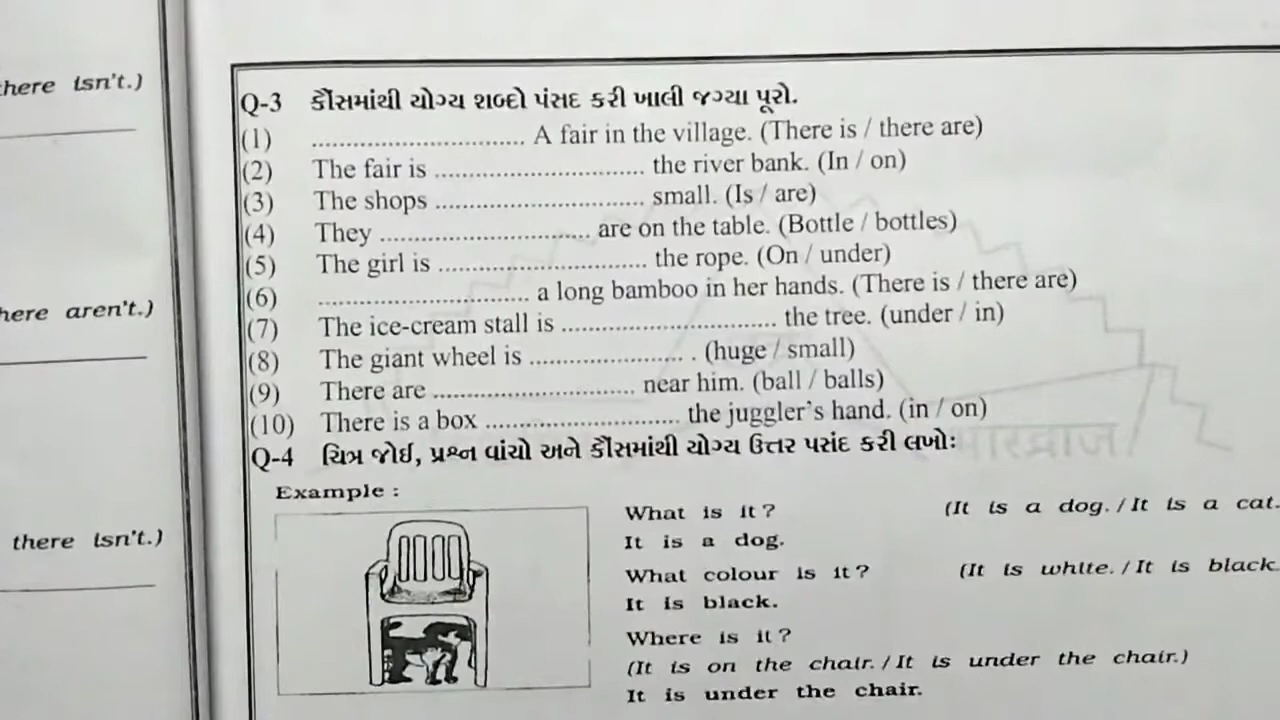 here isn't.)
here aren't.)
there isn't.)
Q-3 કૌંસમાંથી યોગ્ય શબ્દો પંસદ કરી ખાલી જગ્યા પૂરો.
(1) .............................. A fair in the village. (There is / there are)
(2) The fair is .............................. the river bank. (In / on)
(3) The shops .............................. small. (Is / are)
(4) They .............................. are on the table. (Bottle / bottles)
(5) The girl is .............................. the rope. (On / under)
(6) .............................. a long bamboo in her hands. (There is / there are)
(7) The ice-cream stall is .............................. the tree. (under / in)
(8) The giant wheel is ...................... . (huge / small)
(9) There are ............................. near him. (ball / balls)
(10) There is a box ............................ the juggler's hand. (in / on)
Q-4 ચિત્ર જોઈ, પ્રશ્ન વાંચો અને કૌંસમાંથી યોગ્ય ઉત્તર પસંદ કરી લખોઃ
Example :
What is it? (It is a dog. / It is a cat.
It is a dog.
What colour is it? (It is white. / It is black.
It is black.
Where is it?
(It is on the chair. / It is under the chair.)
It is under the chair.